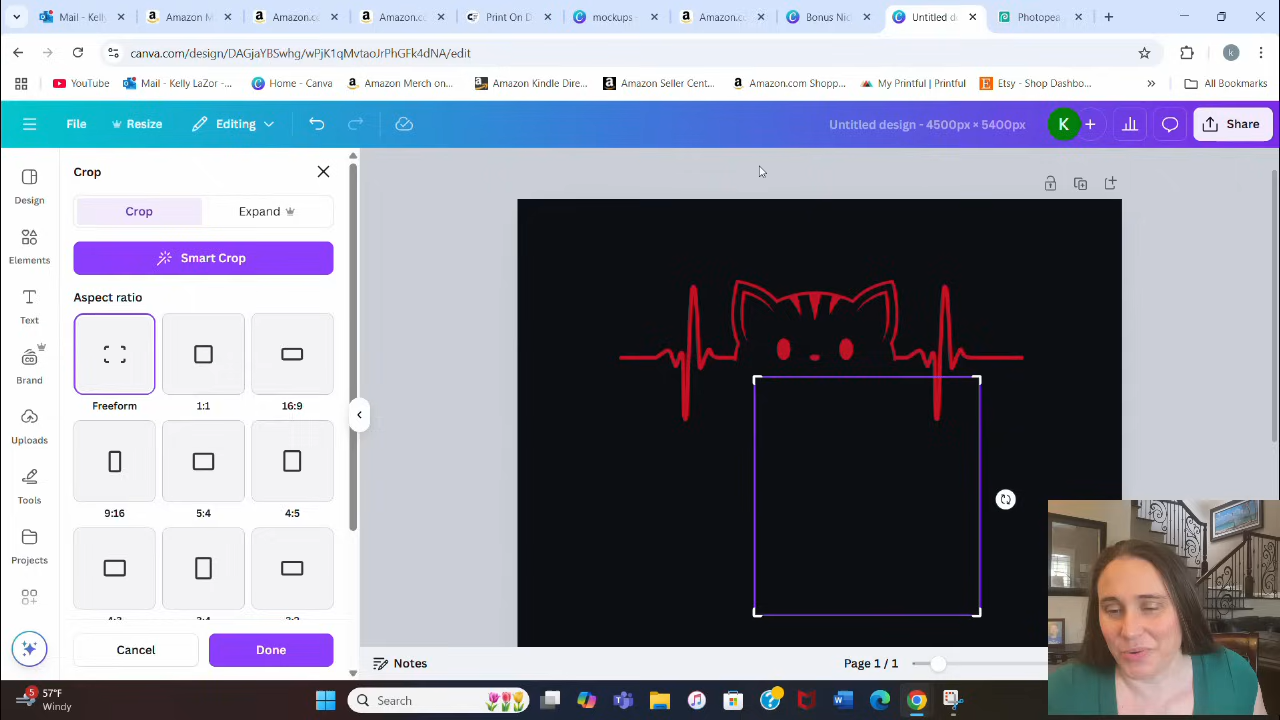 Mail - Kelly
Amazon M
Amazon.c
Amazon.c
Amazon.cc
Print On D
mockups -
Amazon.c
Bonus Nic
Untitled d
Photopea
canva.com/design/DAGjaYBSwhg/wPjK1qMvtaoJrPhGFk4dNA/edit
k
YouTube
Mail - Kelly LaZor - ...
Home - Canva
Amazon Merch on...
Amazon Kindle Dire...
Amazon Seller Cent...
Amazon.com Shopp...
My Printful | Printful
Etsy - Shop Dashbo...
All Bookmarks
File
Resize
Editing
Untitled design - 4500px × 5400px
K
Share
Crop
Crop
Expand
Smart Crop
Aspect ratio
Freeform
1:1
16:9
9:16
5:4
4:5
Design
Elements
Text
Brand
Uploads
Tools
Projects
Cancel
Done
Notes
Page 1 / 1
5
57°F
Windy
Search